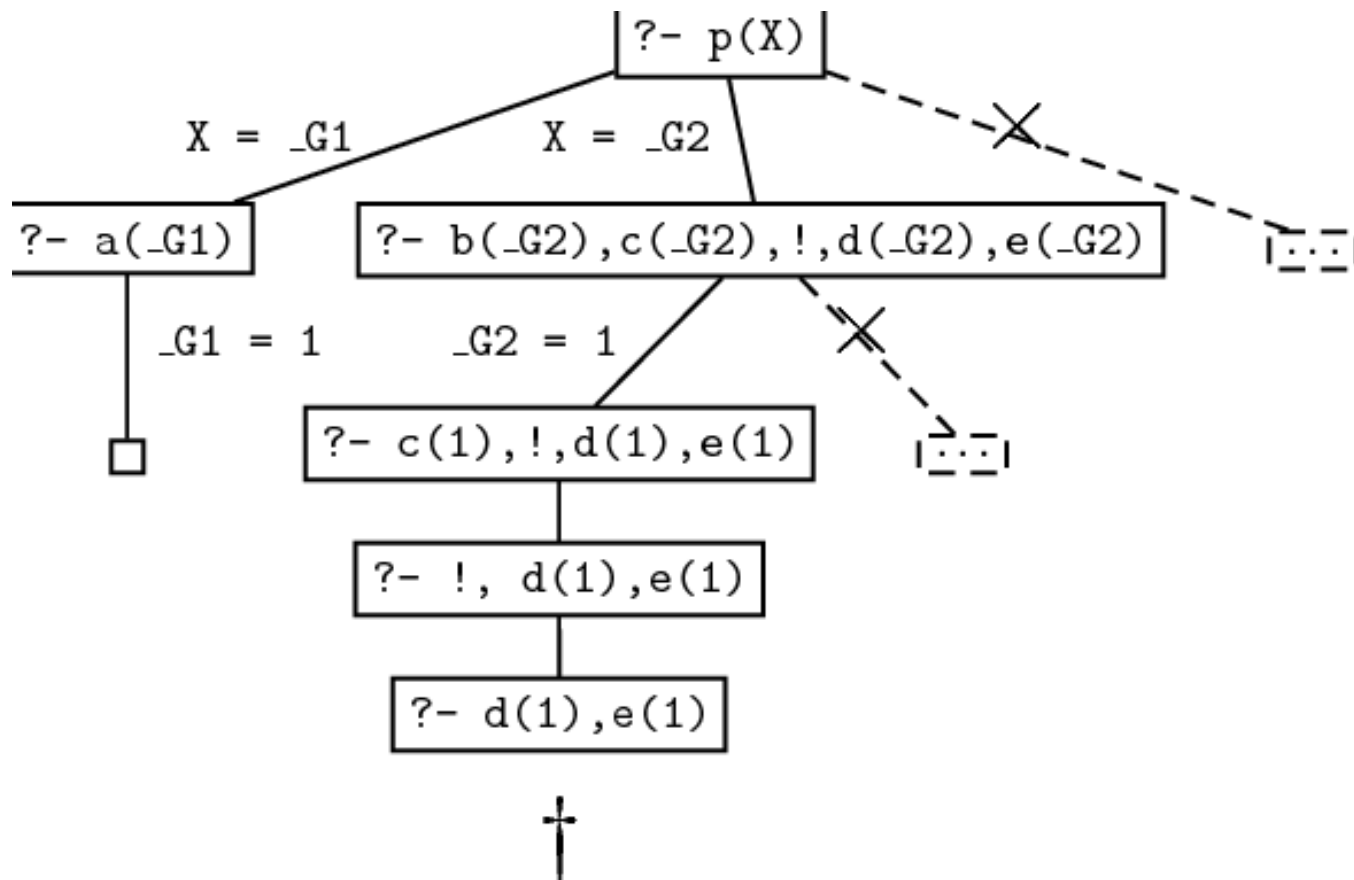 ?- p(X)
X = _G1
X = _G2
?- a(_G1)
?- b(_G2),c(_G2),!,d(_G2),e(_G2)
...
_G1 = 1
_G2 = 1
?- c(1),!,d(1),e(1)
...
?- !, d(1),e(1)
?- d(1),e(1)
†